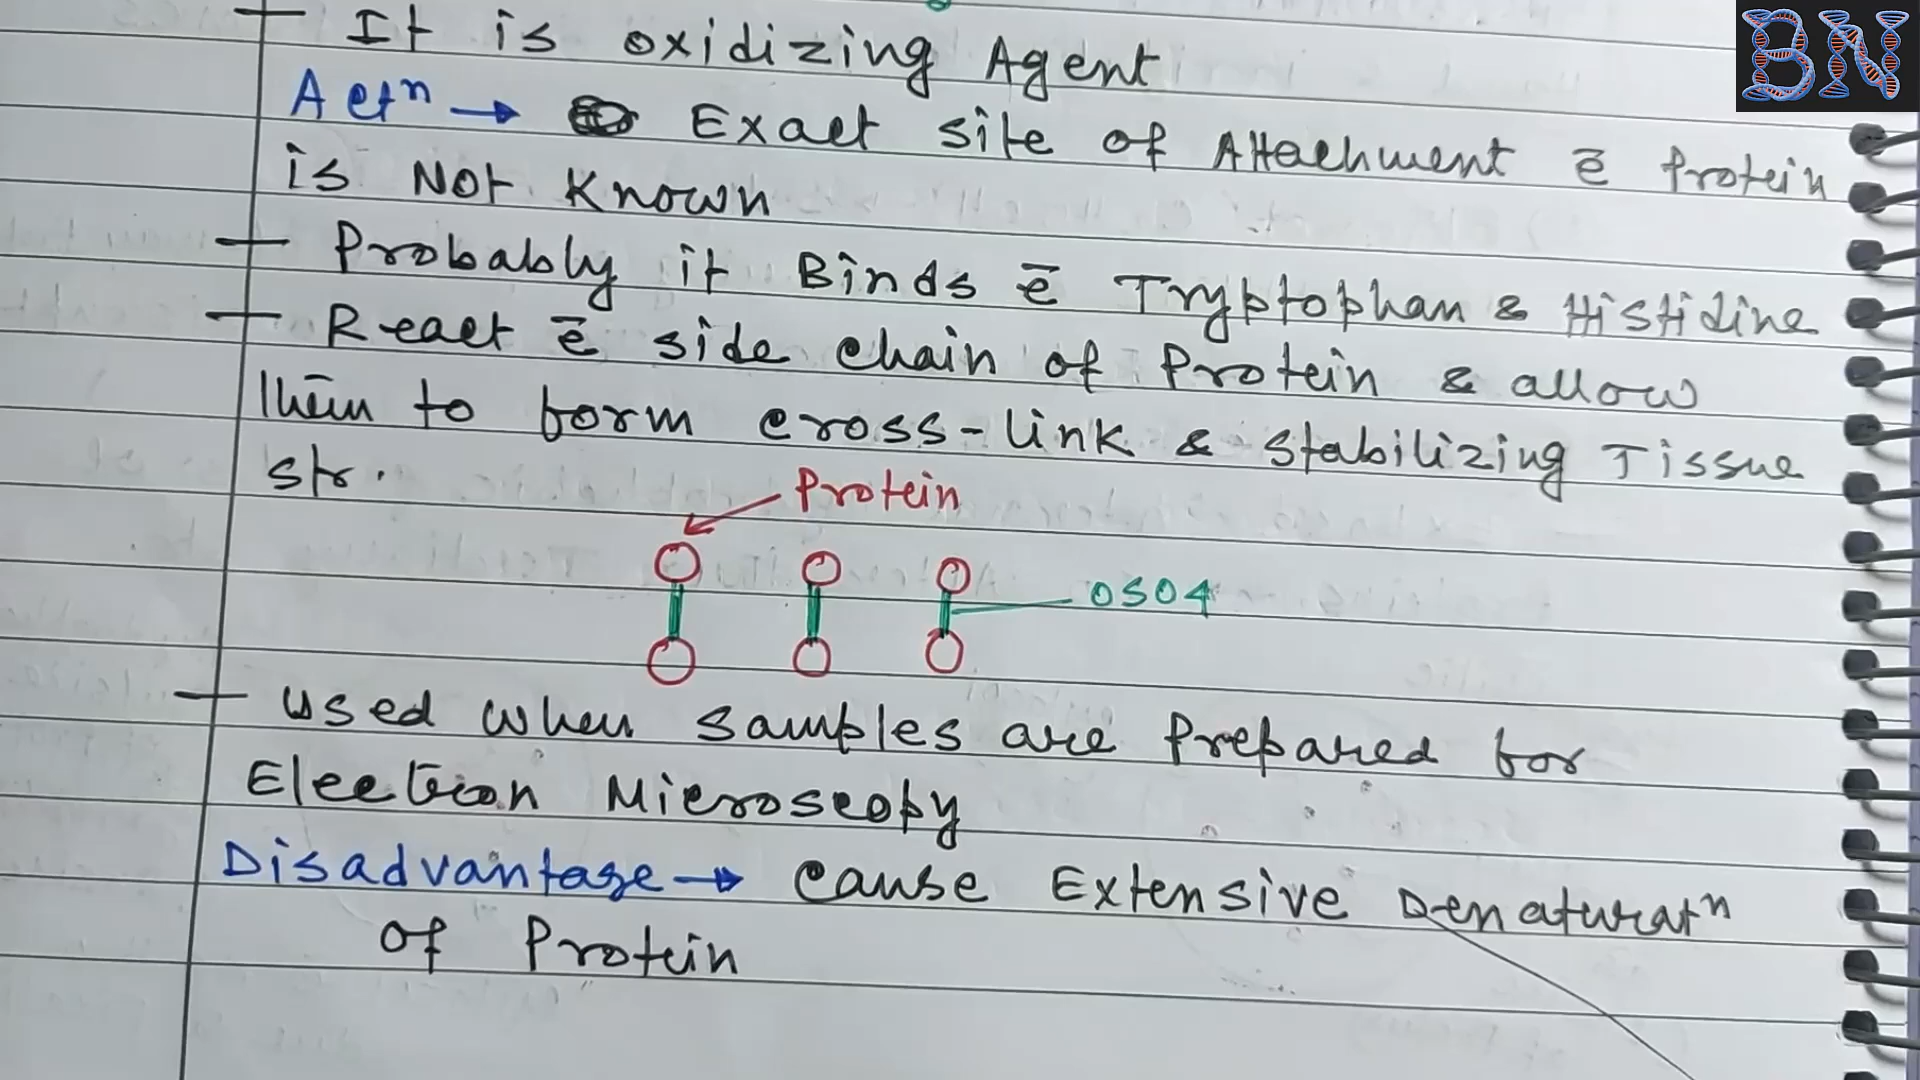 BN
- It is oxidizing Agent
Actⁿ → Exact site of Attachment c̄ Protein
is Not Known
- Probably it Binds c̄ Tryptophan & Histidine
- React c̄ side chain of Protein & allow
them to form cross-link & stabilizing Tissue
str.
Protein
OSO4
- Used when samples are Prepared for
Electron Microscopy
Disadvantage → Cause Extensive Denaturatⁿ
of Protein